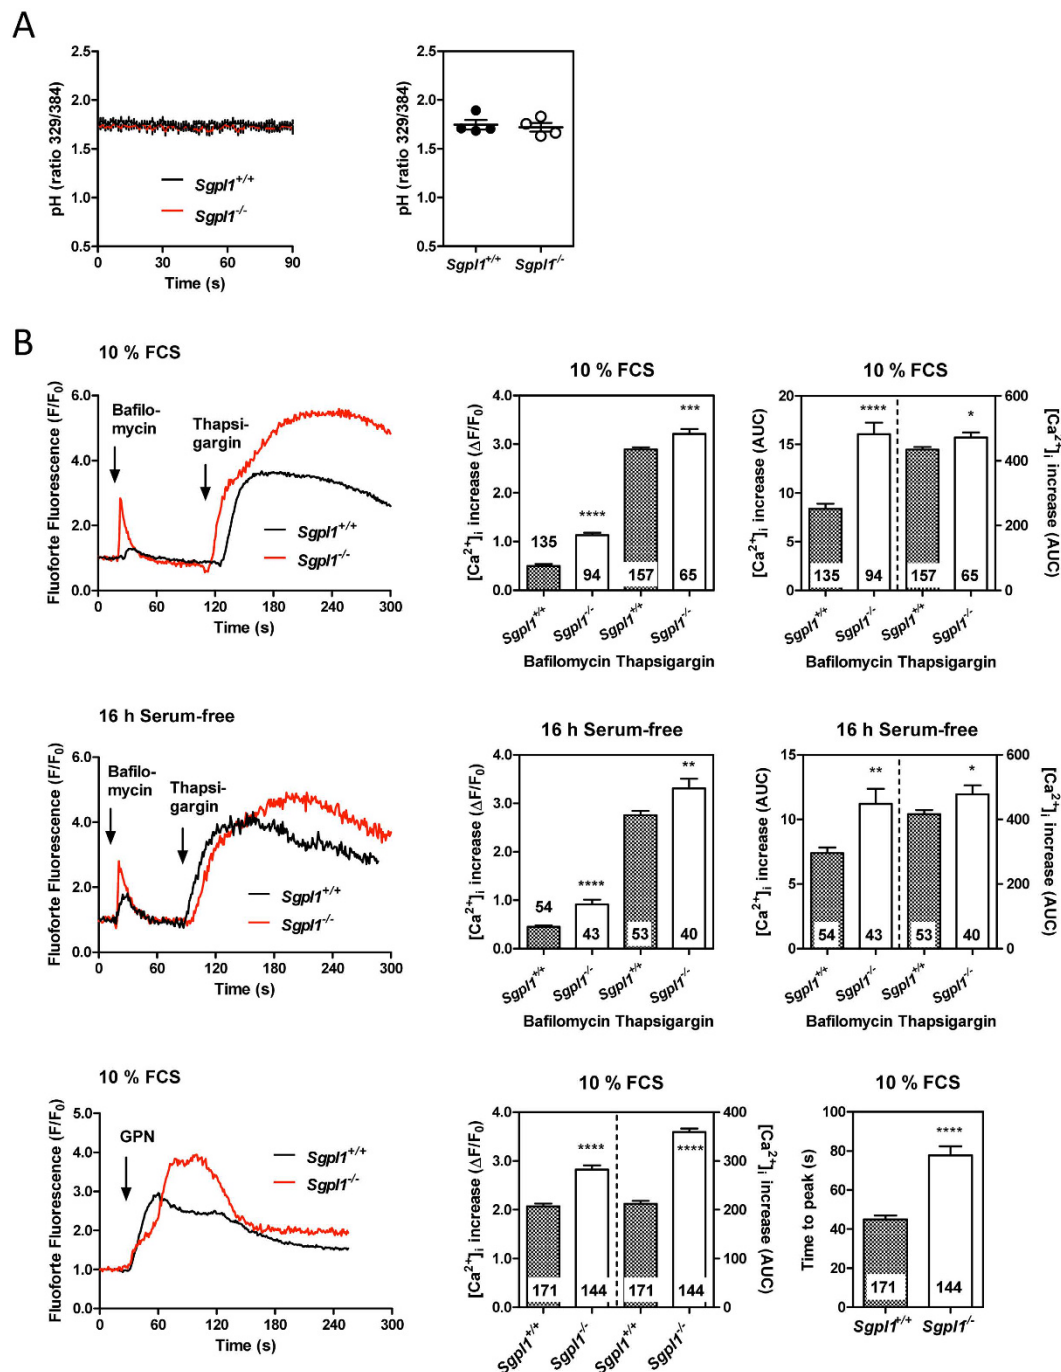 A
pH (ratio 329/384)
2.5
2.0
1.5
1.0
0.5
Sgpl1+/+
Sgpl1-/-
0 30 60 90
Time (s)
pH (ratio 329/384)
2.5
2.0
1.5
1.0
0.5
Sgpl1+/+ Sgpl1-/-
B
10 % FCS
Fluoforte Fluorescence (F/F0)
6.0
4.0
2.0
0.0
Bafilo-
mycin
Thapsi-
gargin
Sgpl1+/+
Sgpl1-/-
0 60 120 180 240 300
Time (s)
10 % FCS
[Ca2+]i increase (ΔF/F0)
4.0
3.0
2.0
1.0
0.0
**** ***
135 94 157 65
Sgpl1+/+ Sgpl1-/- Sgpl1+/+ Sgpl1-/-
Bafilomycin Thapsigargin
10 % FCS
[Ca2+]i increase (AUC)
20
15
10
5
0
**** *
135 94 157 65
600
400
200
0
[Ca2+]i increase (AUC)
Sgpl1+/+ Sgpl1-/- Sgpl1+/+ Sgpl1-/-
Bafilomycin Thapsigargin
16 h Serum-free
Fluoforte Fluorescence (F/F0)
6.0
4.0
2.0
0.0
Bafilo-
mycin
Thapsi-
gargin
Sgpl1+/+
Sgpl1-/-
0 60 120 180 240 300
Time (s)
16 h Serum-free
[Ca2+]i increase (ΔF/F0)
4.0
3.0
2.0
1.0
0.0
**** **
54 43 53 40
Sgpl1+/+ Sgpl1-/- Sgpl1+/+ Sgpl1-/-
Bafilomycin Thapsigargin
16 h Serum-free
[Ca2+]i increase (AUC)
15
10
5
0
** *
54 43 53 40
600
400
200
0
[Ca2+]i increase (AUC)
Sgpl1+/+ Sgpl1-/- Sgpl1+/+ Sgpl1-/-
Bafilomycin Thapsigargin
10 % FCS
Fluoforte Fluorescence (F/F0)
5.0
4.0
3.0
2.0
1.0
0.0
GPN
Sgpl1+/+
Sgpl1-/-
0 60 120 180 240 300
Time (s)
10 % FCS
[Ca2+]i increase (ΔF/F0)
4.0
3.0
2.0
1.0
0.0
**** ****
171 144 171 144
400
300
200
100
0
[Ca2+]i increase (AUC)
Sgpl1+/+ Sgpl1-/- Sgpl1+/+ Sgpl1-/-
10 % FCS
Time to peak (s)
100
80
60
40
20
0
****
171 144
Sgpl1+/+ Sgpl1-/-